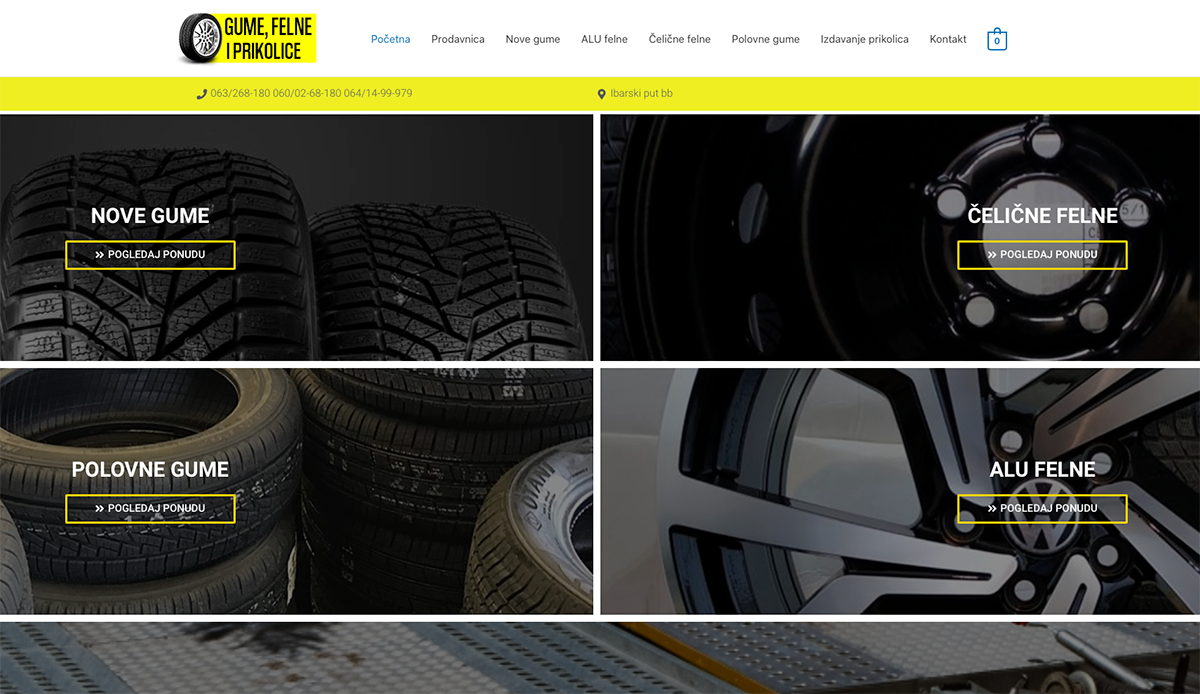 GUME, FELNE
I PRIKOLICE
Početna
Prodavnica
Nove gume
ALU felne
Čelične felne
Polovne gume
Izdavanje prikolica
Kontakt
0
063/268-180 060/02-68-180 064/14-99-979
Ibarski put bb
NOVE GUME
POGLEDAJ PONUDU
ČELIČNE FELNE
POGLEDAJ PONUDU
POLOVNE GUME
POGLEDAJ PONUDU
ALU FELNE
POGLEDAJ PONUDU